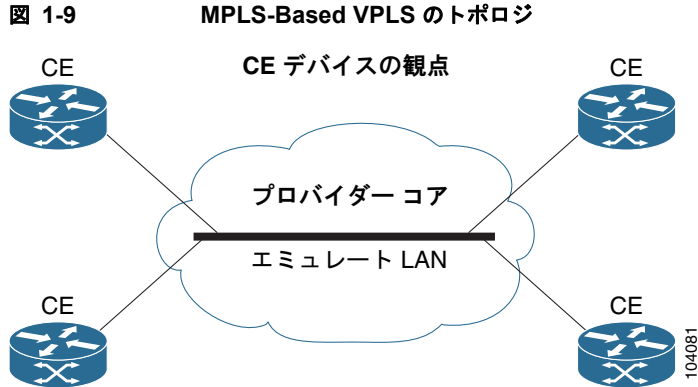 図 1-9 MPLS-Based VPLS のトポロジ
CE デバイスの観点
CE
CE
プロバイダー コア
エミュレート LAN
CE
CE
104081